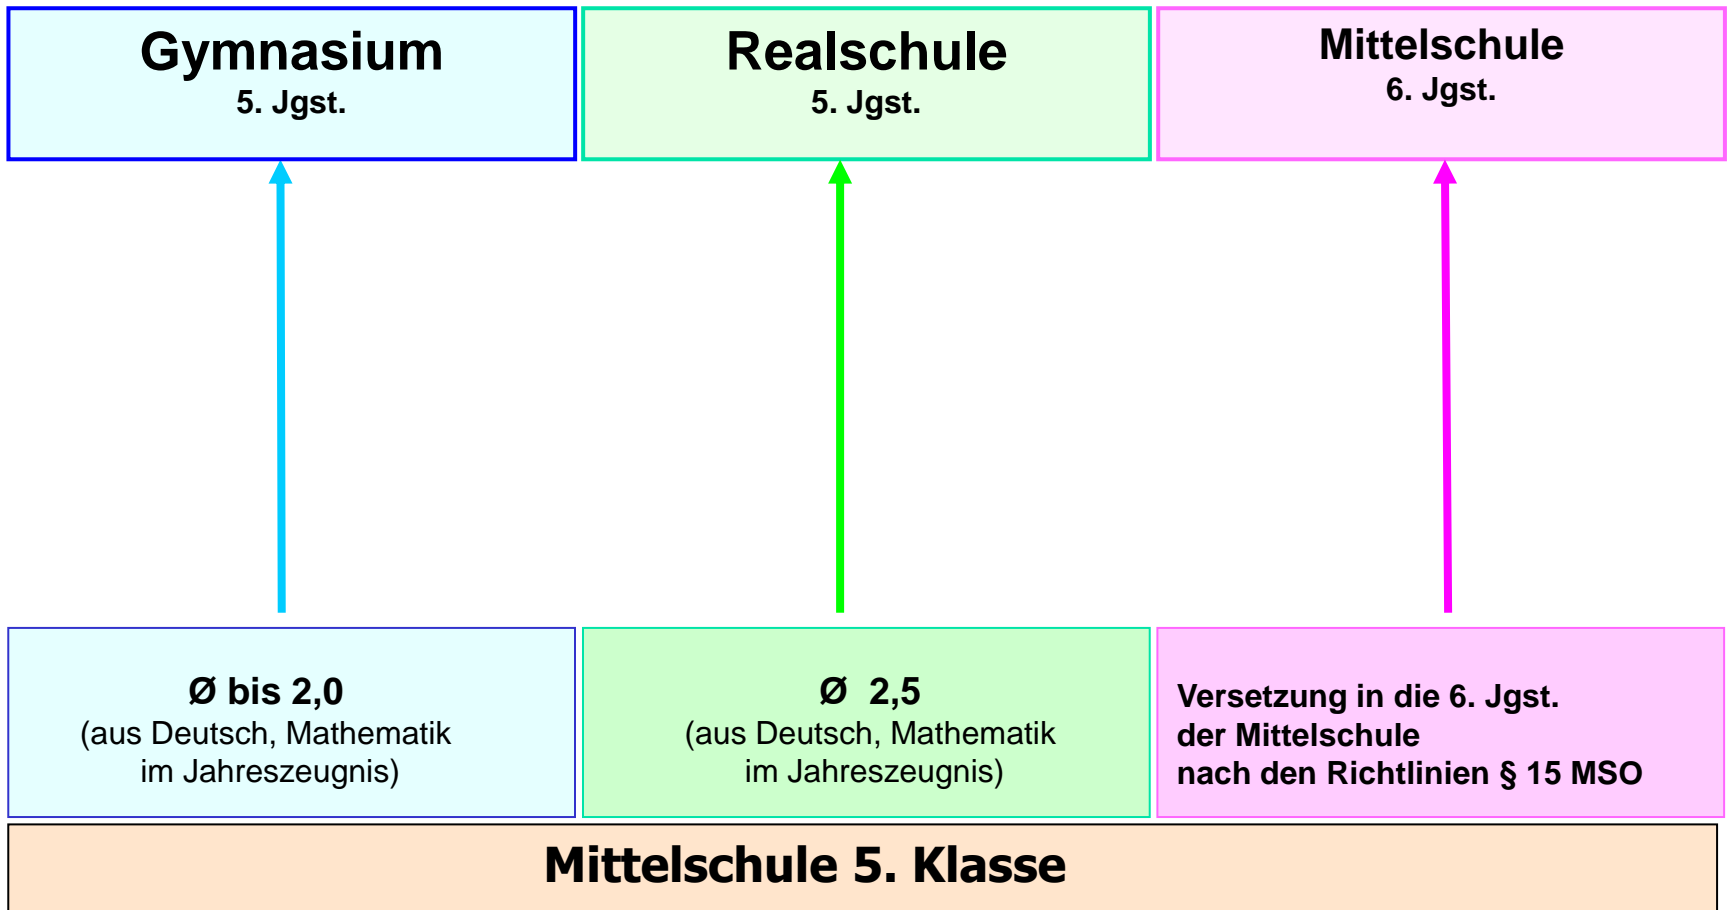 Gymnasium
5. Jgst.
Realschule
5. Jgst.
Mittelschule
6. Jgst.
Ø bis 2,0
(aus Deutsch, Mathematik
im Jahreszeugnis)
Ø 2,5
(aus Deutsch, Mathematik
im Jahreszeugnis)
Versetzung in die 6. Jgst.
der Mittelschule
nach den Richtlinien § 15 MSO
Mittelschule 5. Klasse